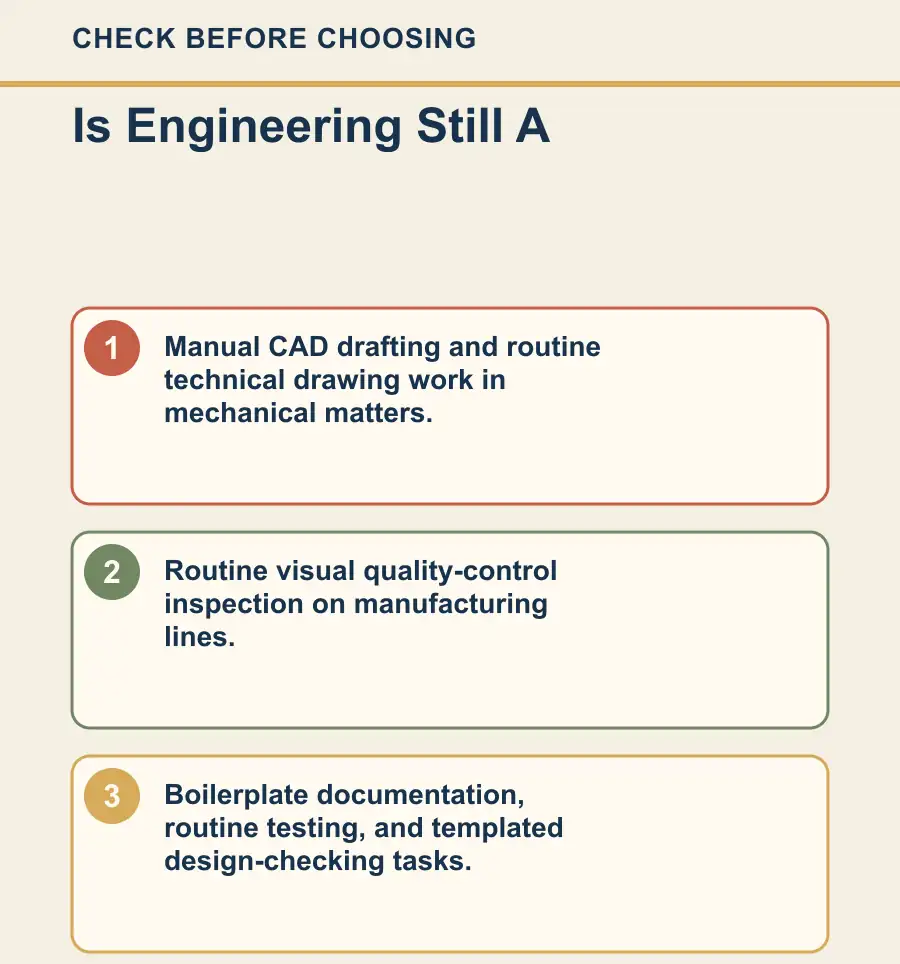 CHECK BEFORE CHOOSING
Is Engineering Still A
1
Manual CAD drafting and routine
technical drawing work in
mechanical matters.
2
Routine visual quality-control
inspection on manufacturing
lines.
3
Boilerplate documentation,
routine testing, and templated
design-checking tasks.